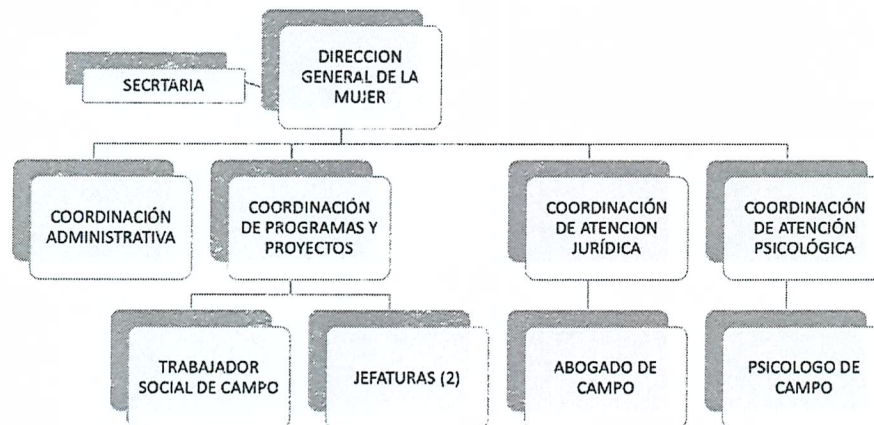 DIRECCION
GENERAL DE LA
MUJER
SECRTARIA
COORDINACIÓN
ADMINISTRATIVA
COORDINACIÓN
DE PROGRAMAS Y
PROYECTOS
COORDINACIÓN
DE ATENCION
JURÍDICA
COORDINACIÓN
DE ATENCIÓN
PSICOLÓGICA
TRABAJADOR
SOCIAL DE CAMPO
JEFATURAS (2)
ABOGADO DE
CAMPO
PSICOLOGO DE
CAMPO